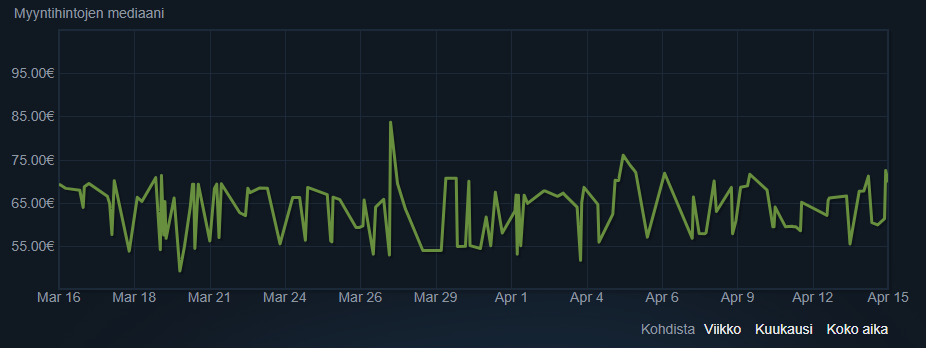 Myyntihintojen mediaani
95.00€
85.00€
75.00€
65.00€
55.00€
Mar 16 Mar 18 Mar 21 Mar 24 Mar 26 Mar 29 Apr 1 Apr 4 Apr 6 Apr 9 Apr 12 Apr 15
Kohdista Viikko Kuukausi Koko aika